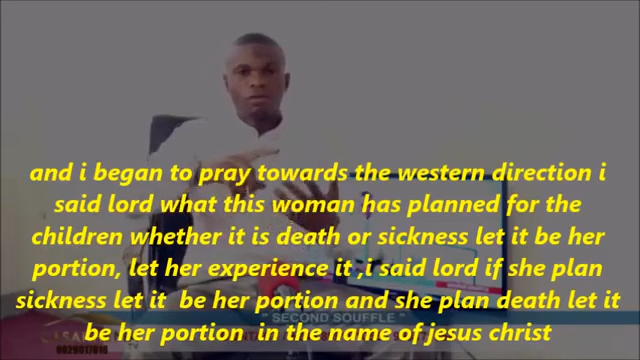 and i began to pray towards the western direction i
said lord what this woman has planned for the
children whether it is death or sickness let it be her
portion, let her experience it ,i said lord if she plan
sickness let it  be her portion and she plan death let it
" SECOND SOUFFLE "
be her portion  in the name of jesus christ